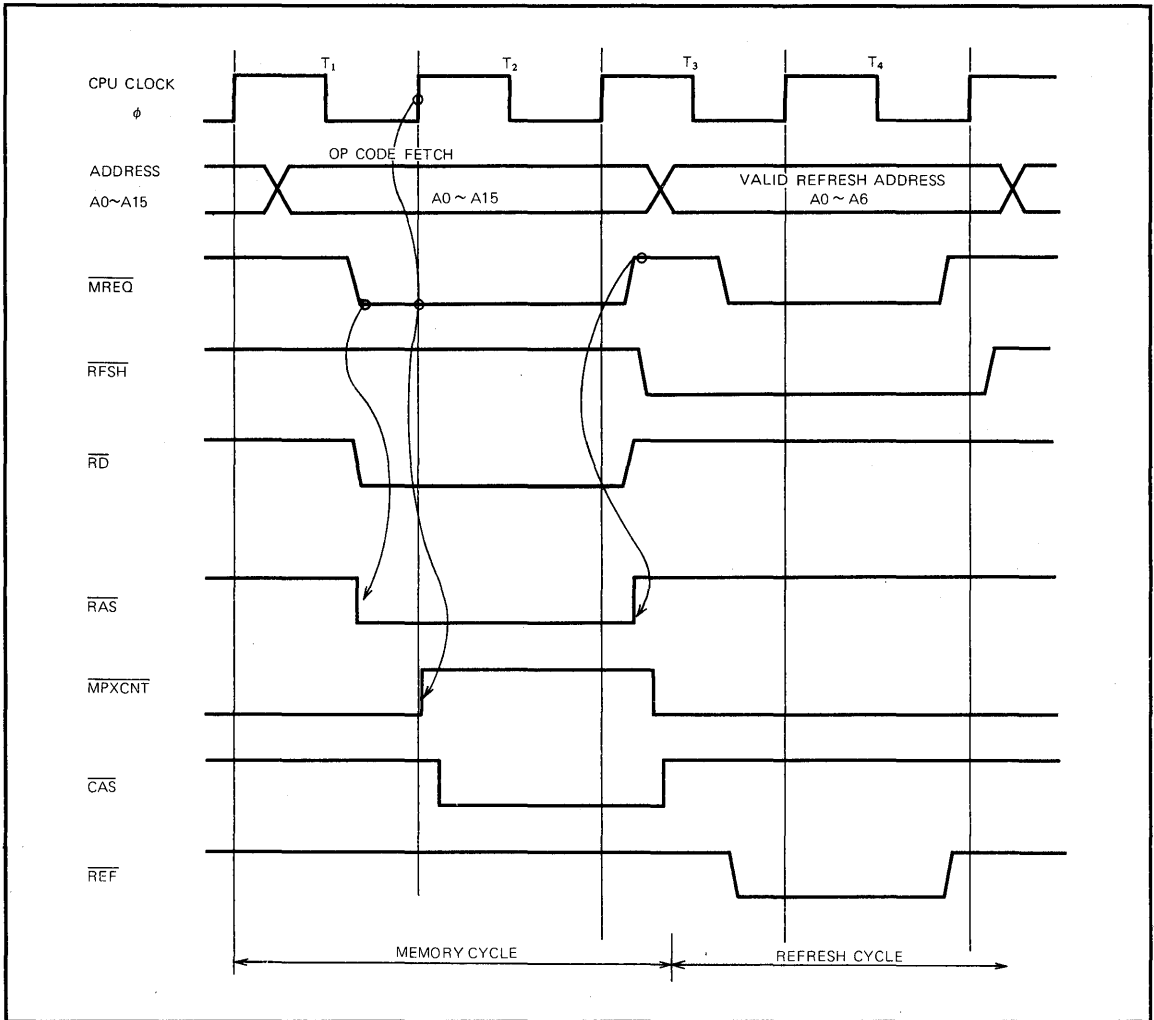 T₁ T₂ T₃ T₄
CPU CLOCK
φ
OP CODE FETCH
ADDRESS
VALID REFRESH ADDRESS
A0~A15
A0 ~ A15
A0 ~ A6
MREQ
RFSH
RD
RAS
MPXCNT
CAS
REF
MEMORY CYCLE
REFRESH CYCLE